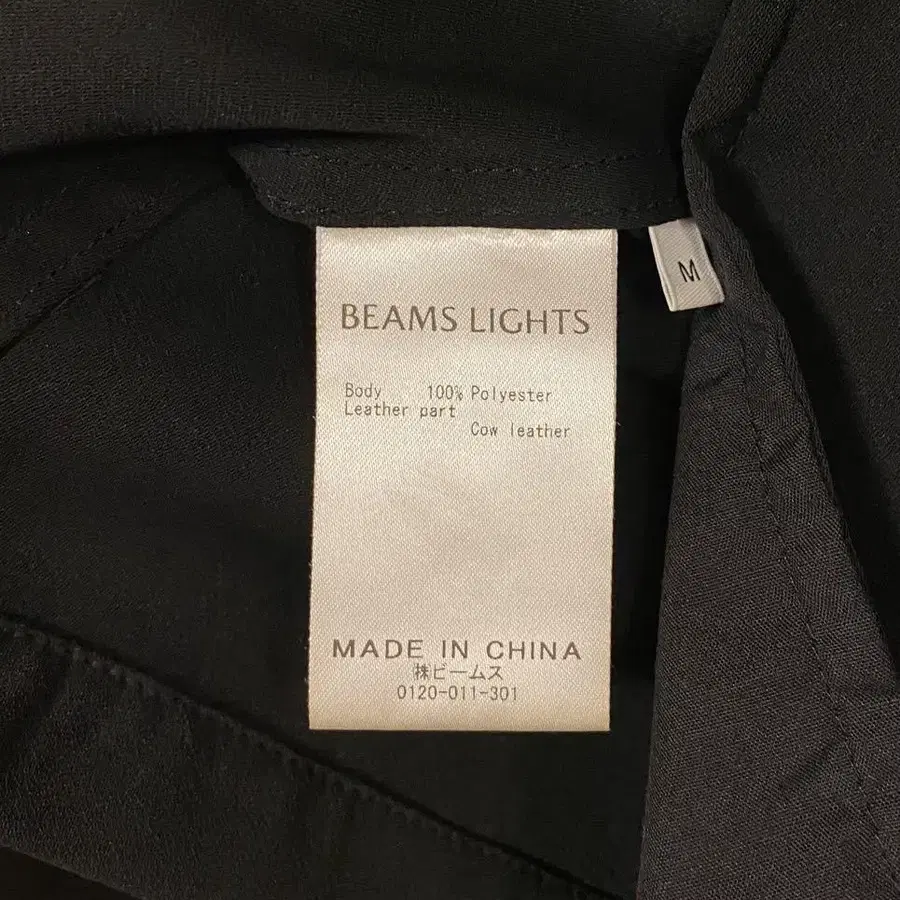 BEAMS LIGHTS
M
Body 100% Polyester
Leather part
Cow leather
MADE IN CHINA
㈱ビームス
0120-011-301